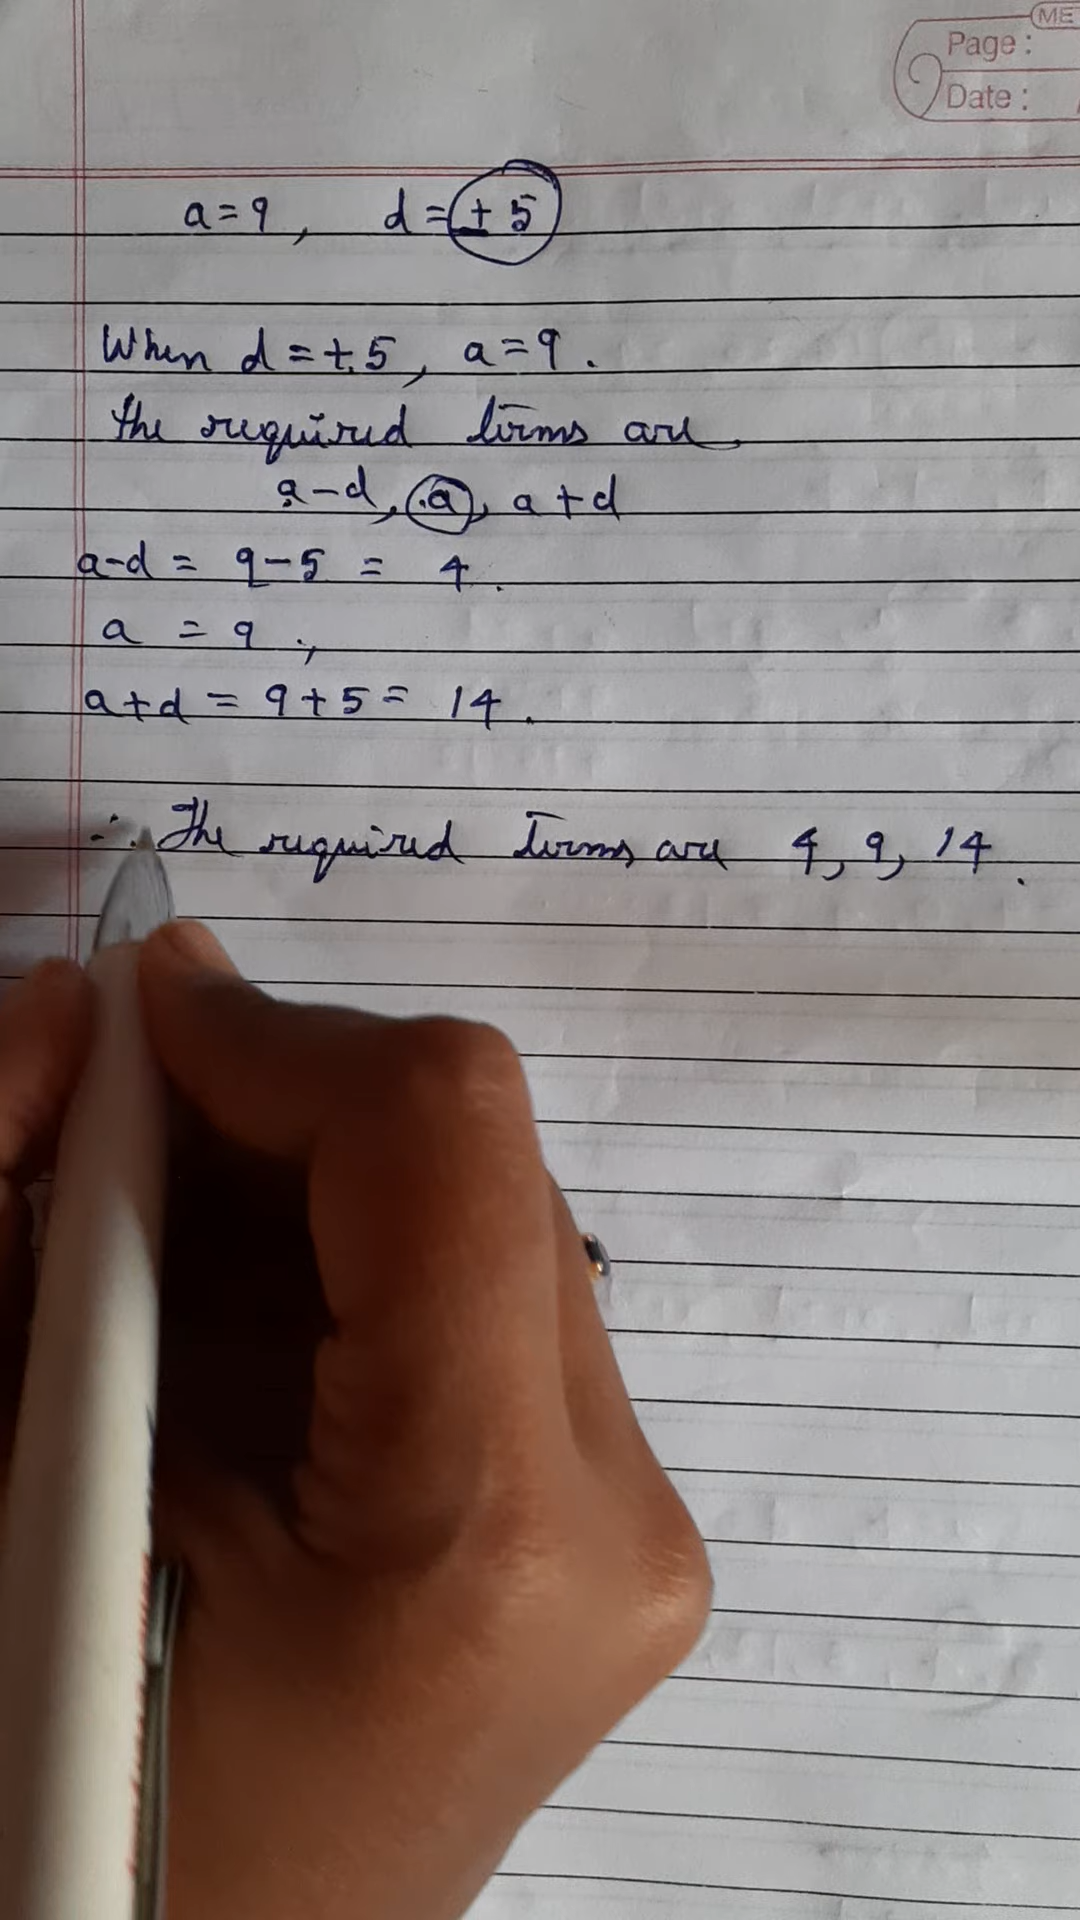 ME
Page :
Date :
a = 9, d = ± 5
When d = +5, a = 9.
the required terms are
a-d, a, a+d
a-d = 9-5 = 4.
a = 9;
a+d = 9+5 = 14.
∴ The required terms are 4, 9, 14.